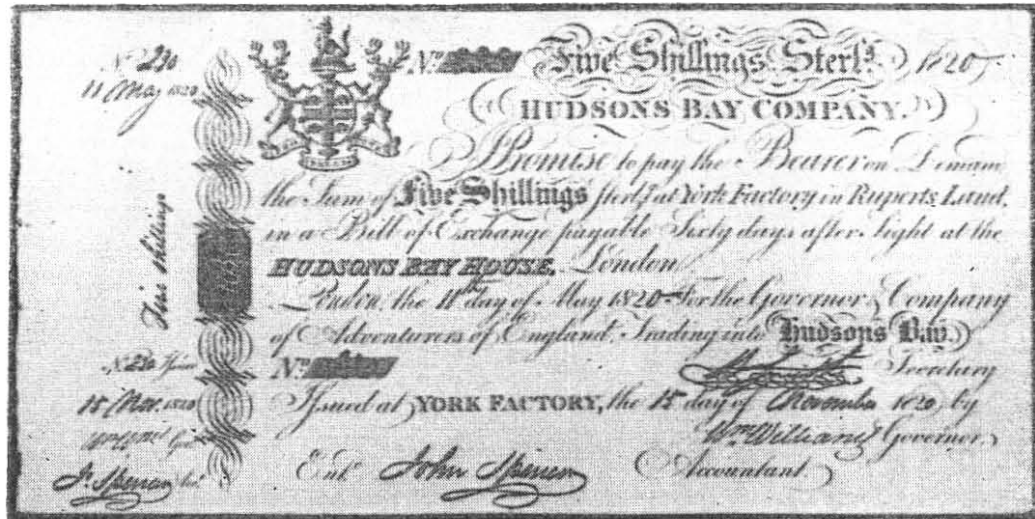 No. 230
11 May 1820
No. Five Shillings Sterlg. 1820
HUDSONS BAY COMPANY.
I Promise to pay the Bearer on Deman
the Sum of Five Shillings sterlg. at York Factory in Ruperts Land,
in a Bill of Exchange payable Sixty days after Sight at the
HUDSONS BAY HOUSE, London
London, the 11th day of May 1820 For the Governor & Company
of Adventurers of England, Trading into Hudsons Bay.
Shillings
No. 230
No.
Secretary
15 Nov. 1820
Issued at YORK FACTORY, the 15 day of November 1820 by
Wm Williams Governor.
Jn. Spencer
Entd. John Spencer Accountant.